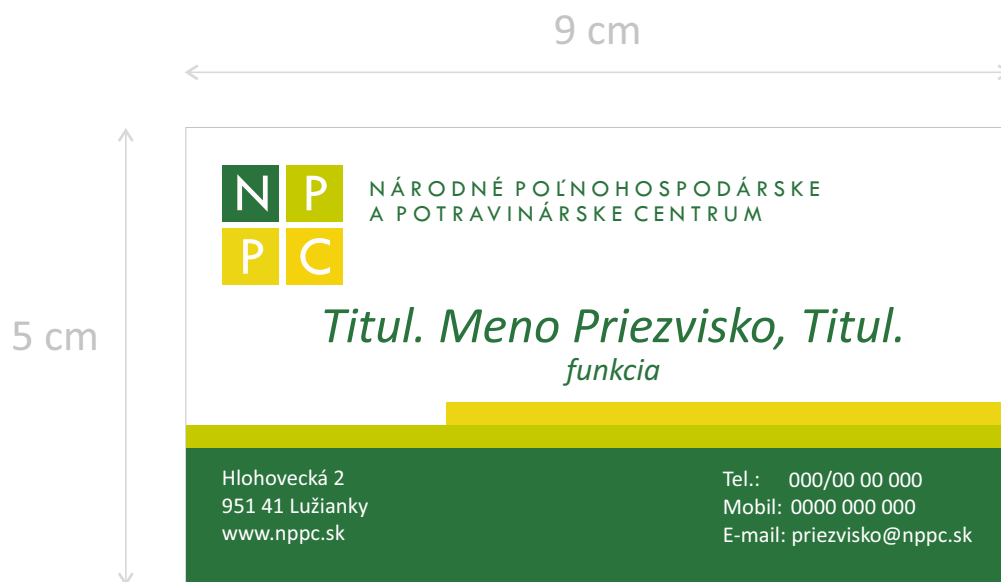 9 cm
5 cm
N P
P C
NÁRODNÉ POĽNOHOSPODÁRSKE
A POTRAVINÁRSKE CENTRUM
Titul. Meno Priezvisko, Titul.
funkcia
Hlohovecká 2
951 41 Lužianky
www.nppc.sk
Tel.: 000/00 00 000
Mobil: 0000 000 000
E-mail: priezvisko@nppc.sk